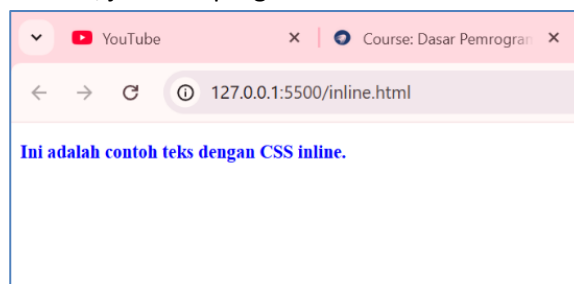 YouTube
Course: Dasar Pemrogran
127.0.0.1:5500/inline.html
Ini adalah contoh teks dengan CSS inline.